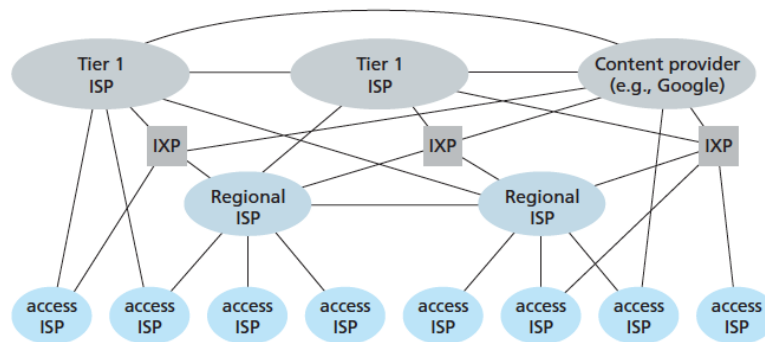 Tier 1
ISP
Tier 1
ISP
Content provider
(e.g., Google)
IXP
IXP
IXP
Regional
ISP
Regional
ISP
access
ISP
access
ISP
access
ISP
access
ISP
access
ISP
access
ISP
access
ISP
access
ISP